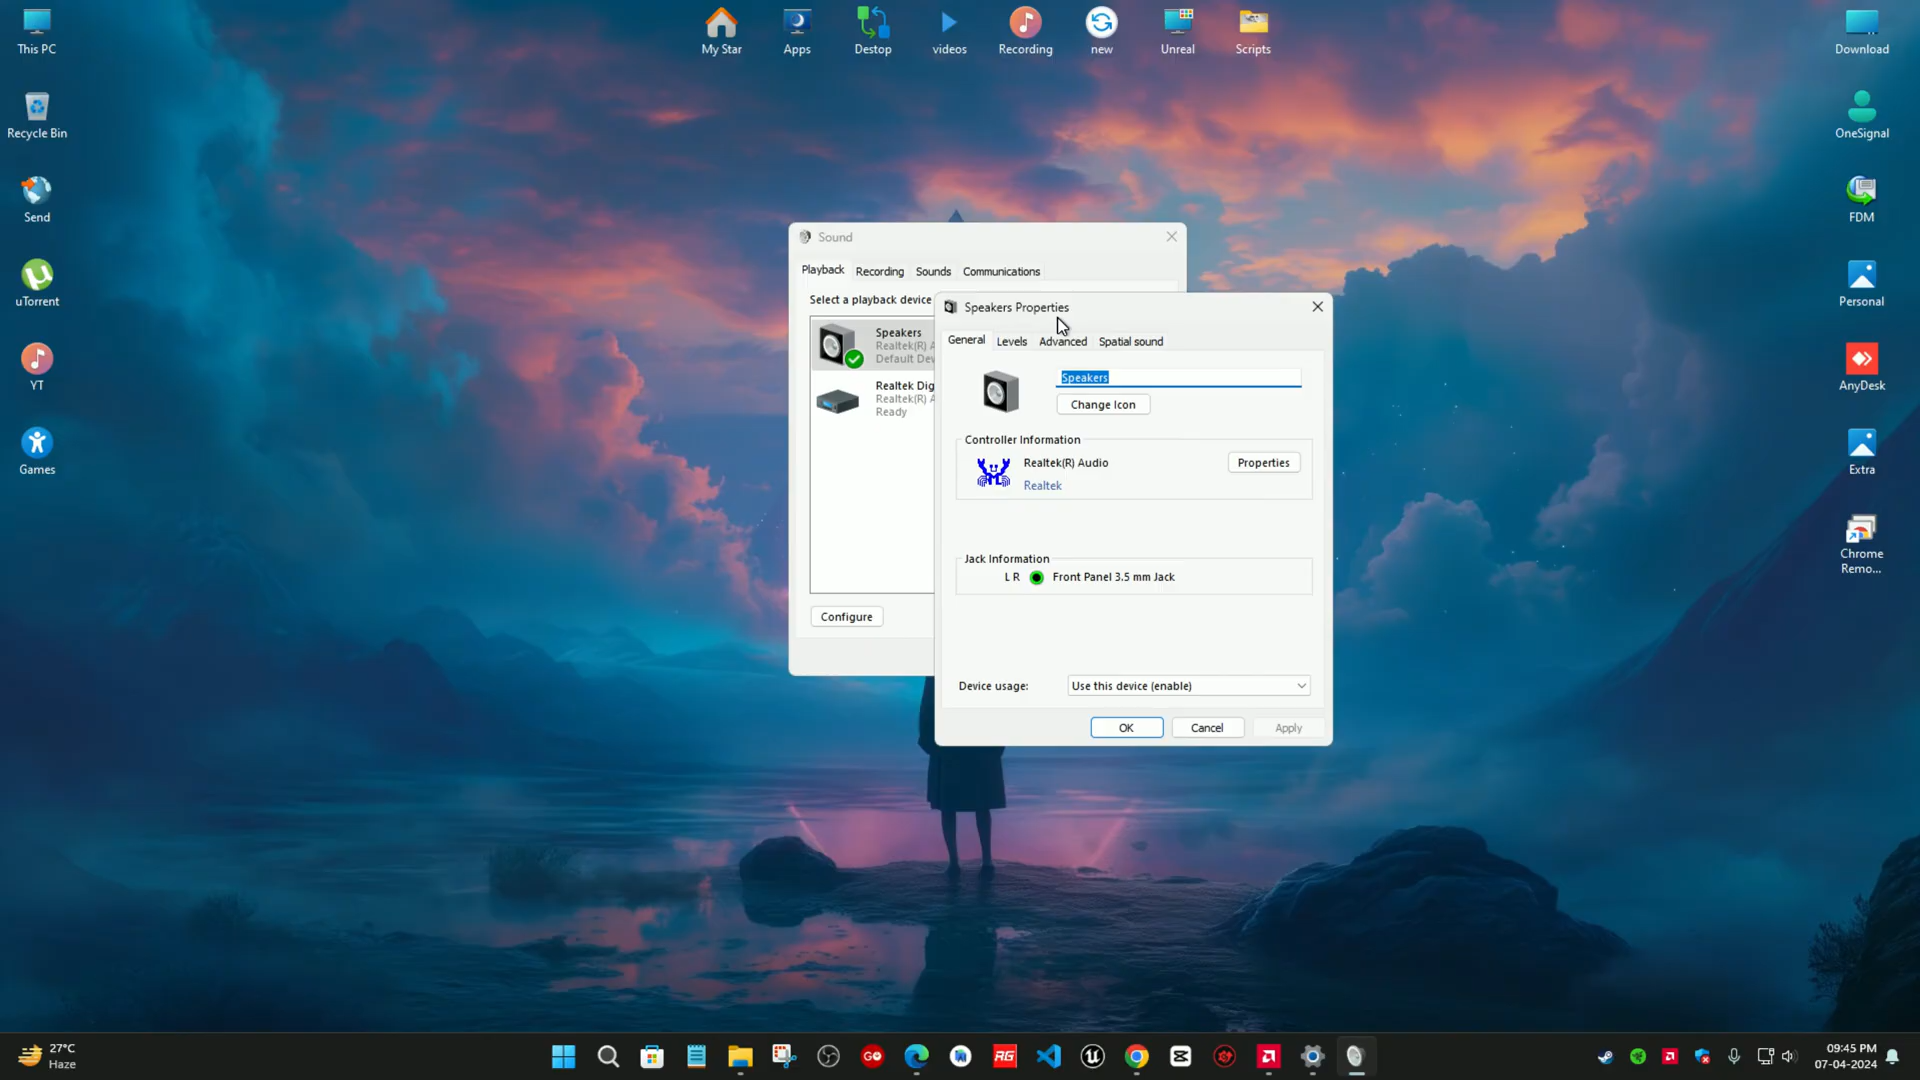 This PC
Recycle Bin
Send
uTorrent
YT
Games
My Star
Apps
Destop
videos
Recording
new
Unreal
Scripts
Download
OneSignal
FDM
Personal
AnyDesk
Extra
Chrome
Remo...
Sound
Playback
Recording
Sounds
Communications
Select a playback device
Speakers
Realtek(R) A
Default Dev
Realtek Dig
Realtek(R) A
Ready
Configure
Speakers Properties
General
Levels
Advanced
Spatial sound
Speakers
Change Icon
Controller Information
Realtek(R) Audio
Properties
Realtek
Jack Information
L R
Front Panel 3.5 mm Jack
Device usage:
Use this device (enable)
OK
Cancel
Apply
27°C
Haze
GO
RG
09:45 PM
07-04-2024